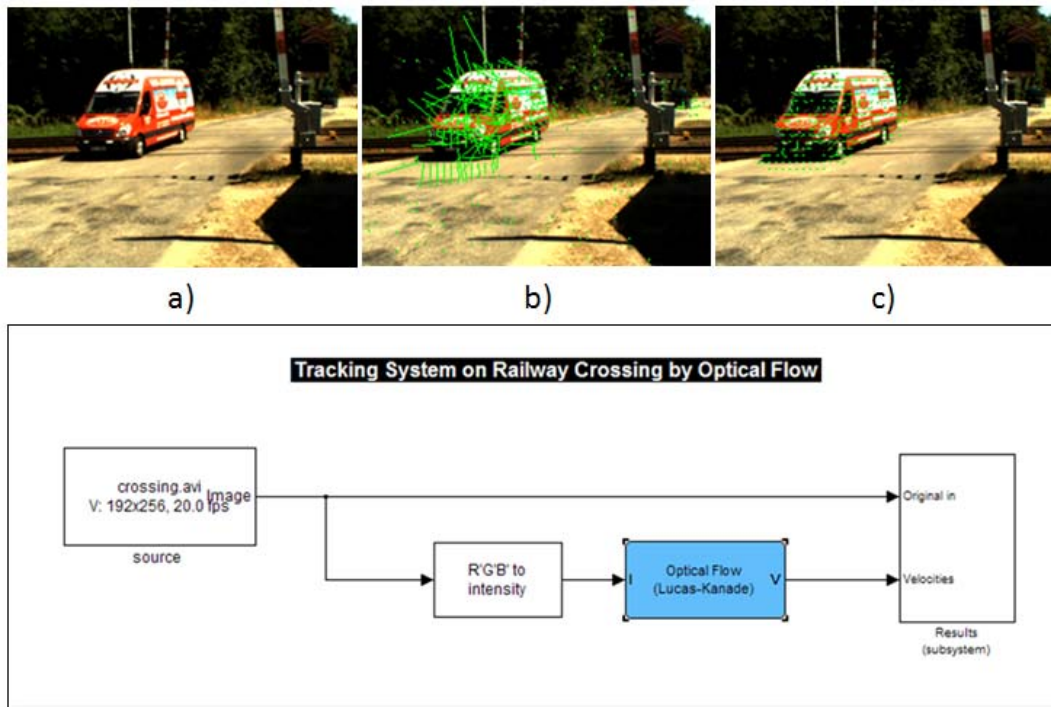 a)
b)
c)
Tracking System on Railway Crossing by Optical Flow
crossing.avi
V: 192x256, 20.0 fps
Image
source
R'G'B' to
intensity
I
Optical Flow
(Lucas-Kanade)
V
Original in
Velocities
Results
(subsystem)